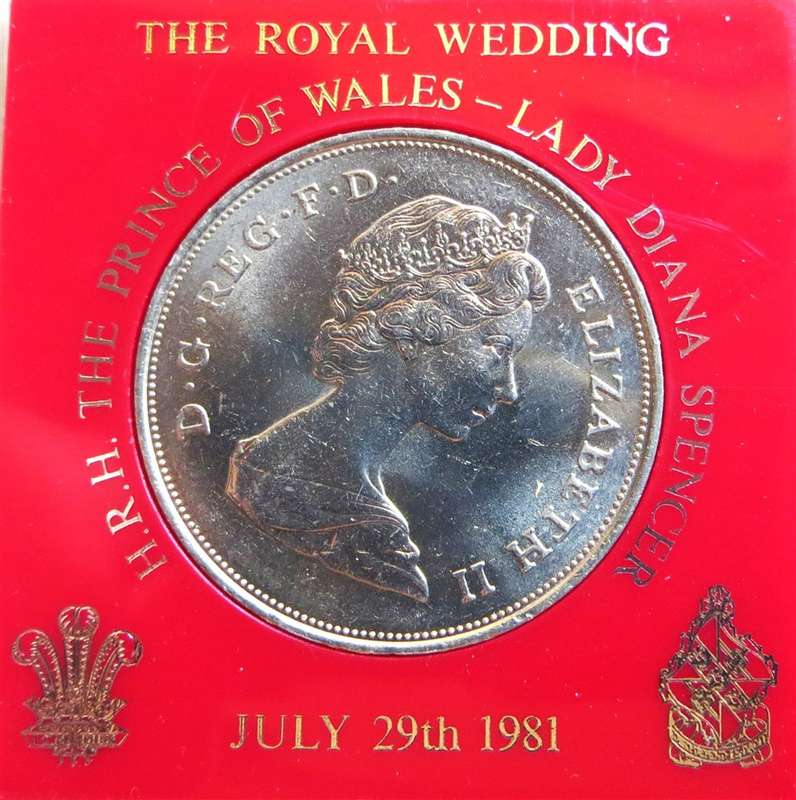 THE ROYAL WEDDING
H.R.H. THE PRINCE OF WALES – LADY DIANA SPENCER
D·G·REG·F·D· ELIZABETH II
JULY 29th 1981